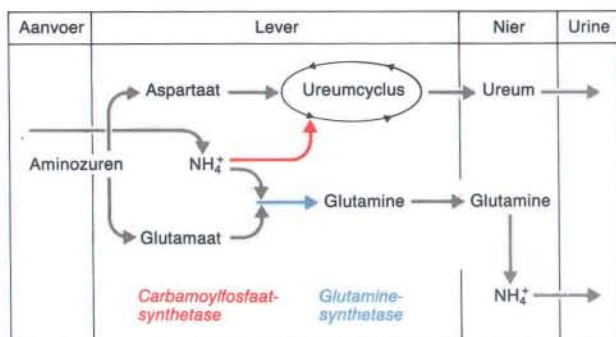 Aanvoer Lever Nier Urine
Aspartaat Ureumcyclus Ureum
Aminozuren NH₄⁺
Glutamine Glutamine
Glutamaat
Carbamoylfosfaat-
synthetase
Glutamine-
synthetase
NH₄⁺